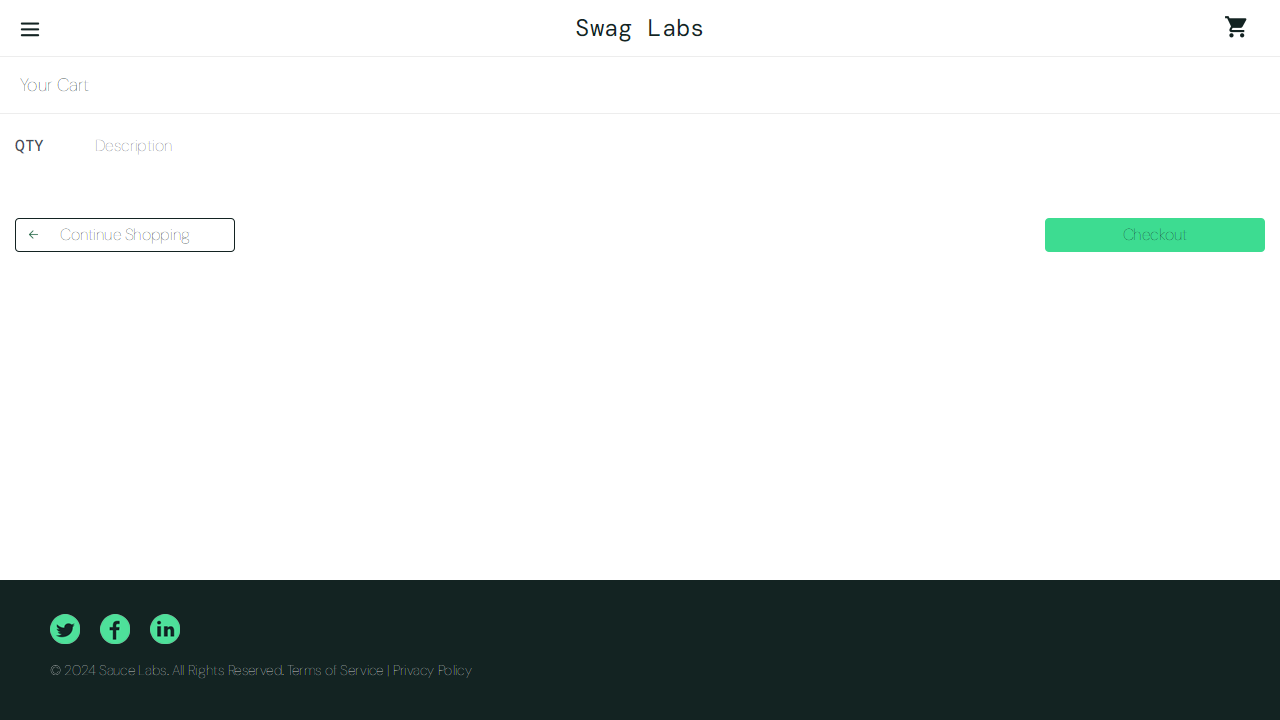 Swag Labs
Your Cart
QTY Description
Continue Shopping Checkout
© 2024 Sauce Labs. All Rights Reserved. Terms of Service | Privacy Policy